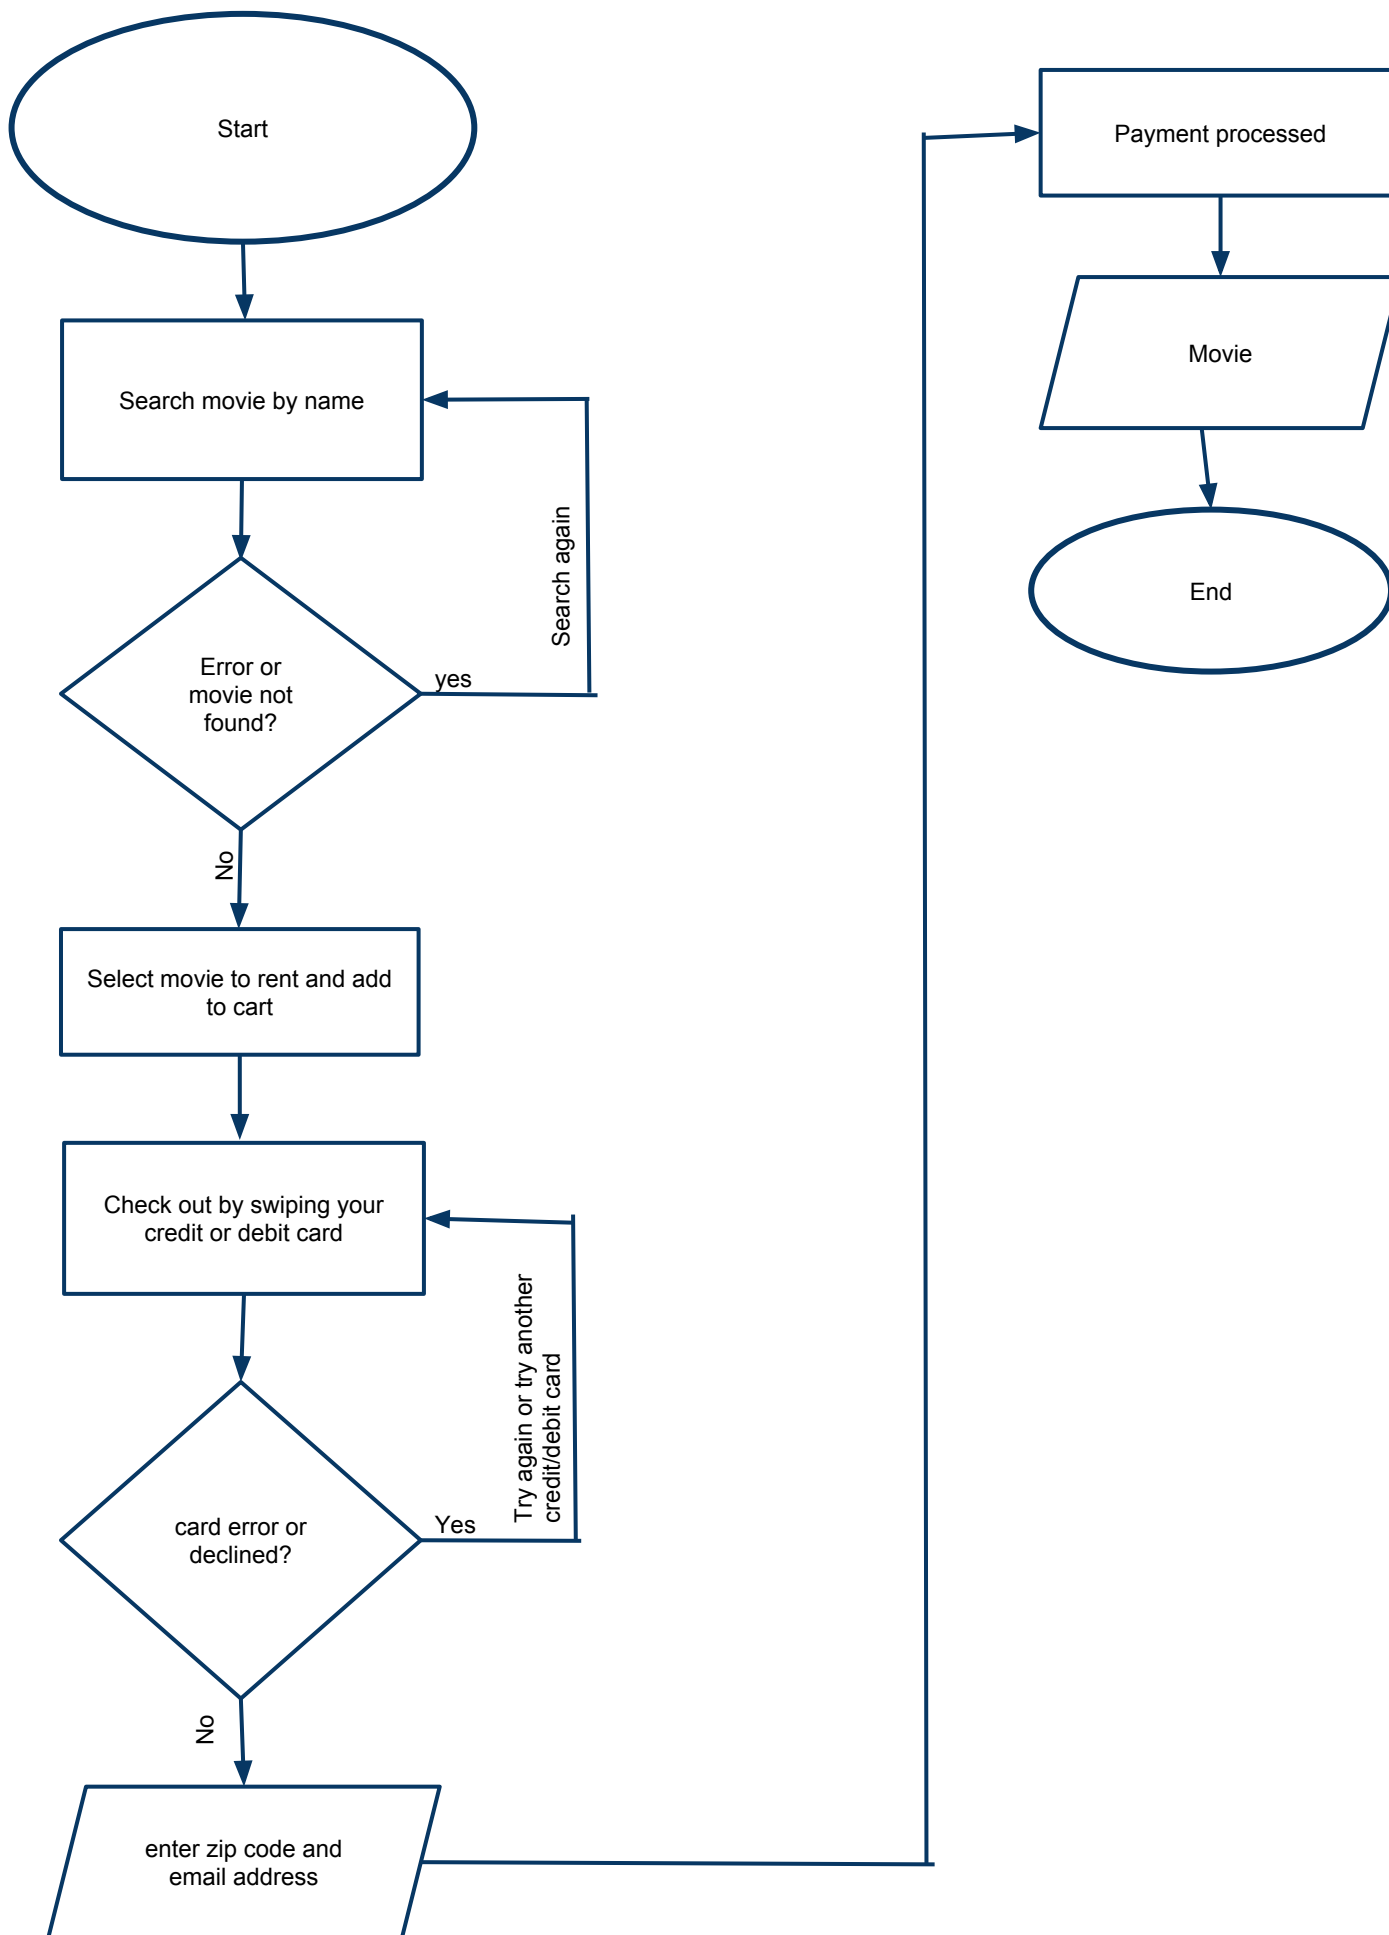 Start
Search movie by name
Search again
Error or
movie not
found?
yes
No
Select movie to rent and add
to cart
Check out by swiping your
credit or debit card
Try again or try another
credit/debit card
card error or
declined?
Yes
No
enter zip code and
email address
Payment processed
Movie
End